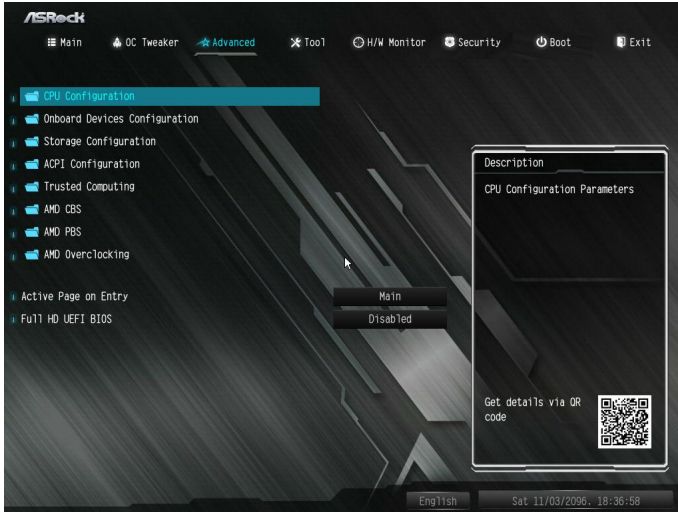 ASRock
Main OC Tweaker Advanced Tool H/W Monitor Security Boot Exit
CPU Configuration
Onboard Devices Configuration
Storage Configuration
ACPI Configuration
Trusted Computing
AMD CBS
AMD PBS
AMD Overclocking
Active Page on Entry Main
Full HD UEFI BIOS Disabled
Description
CPU Configuration Parameters
Get details via QR
code
English Sat 11/03/2096. 18:36:58